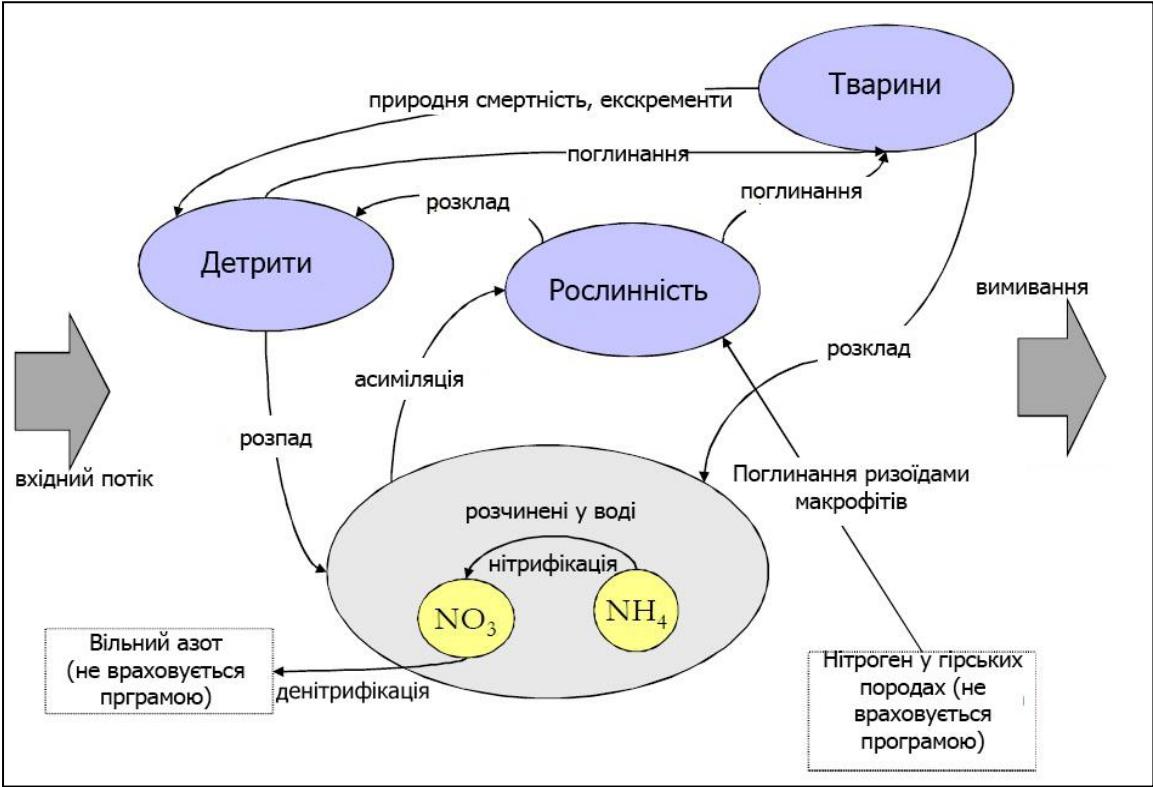 Тварини
природня смертність, екскременти
поглинання
розклад
поглинання
Детрити
Рослинність
вимивання
асиміляція
розклад
розпад
вхідний потік
Поглинання ризоїдами
макрофітів
розчинені у воді
нітрифікація
NO3
NH4
Вільний азот
(не враховується
прграмою)
денітрифікація
Нітроген у гірських
породах (не
враховується
програмою)